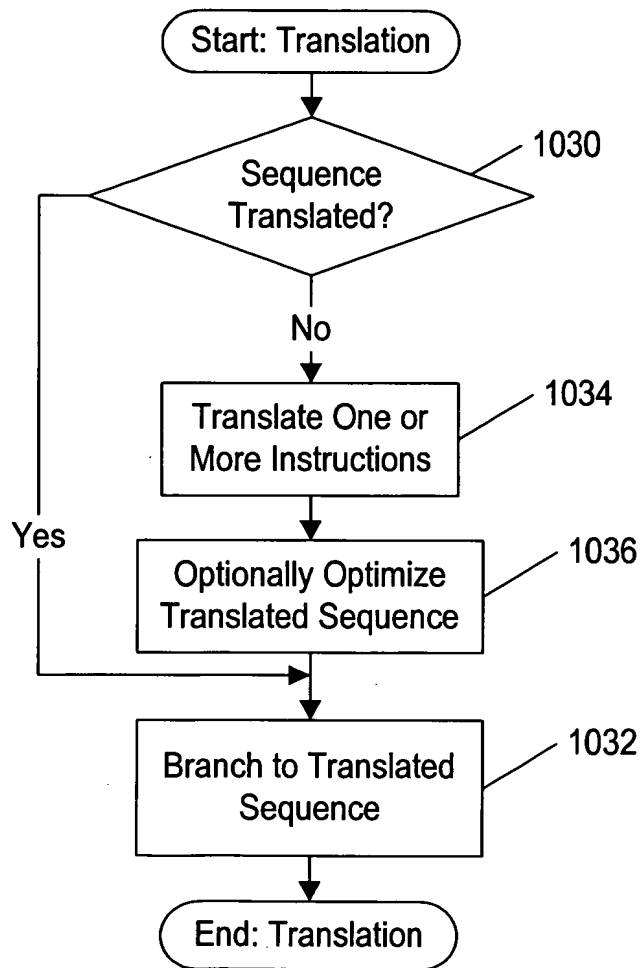 Start: Translation
1030
Sequence
Translated?
No
1034
Translate One or
More Instructions
Yes
1036
Optionally Optimize
Translated Sequence
1032
Branch to Translated
Sequence
End: Translation